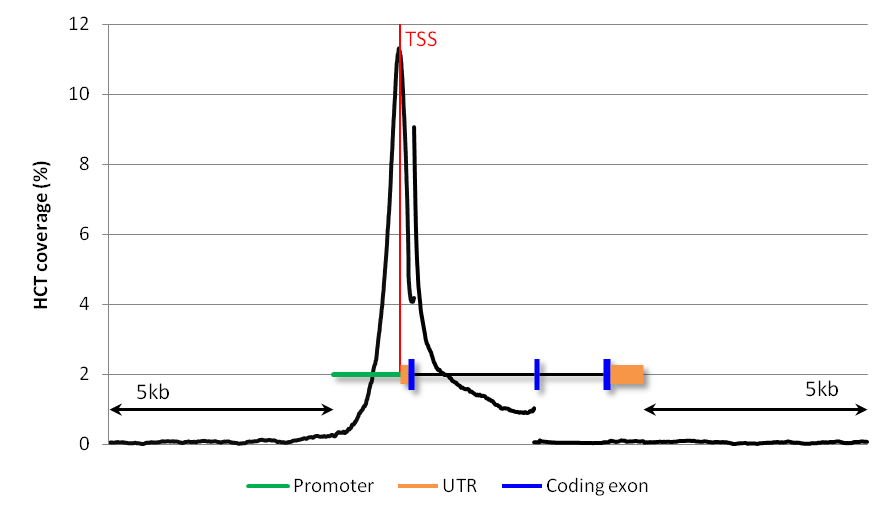 12
TSS
10
8
6
4
2
0
HCT coverage (%)
5kb
5kb
Promoter UTR Coding exon